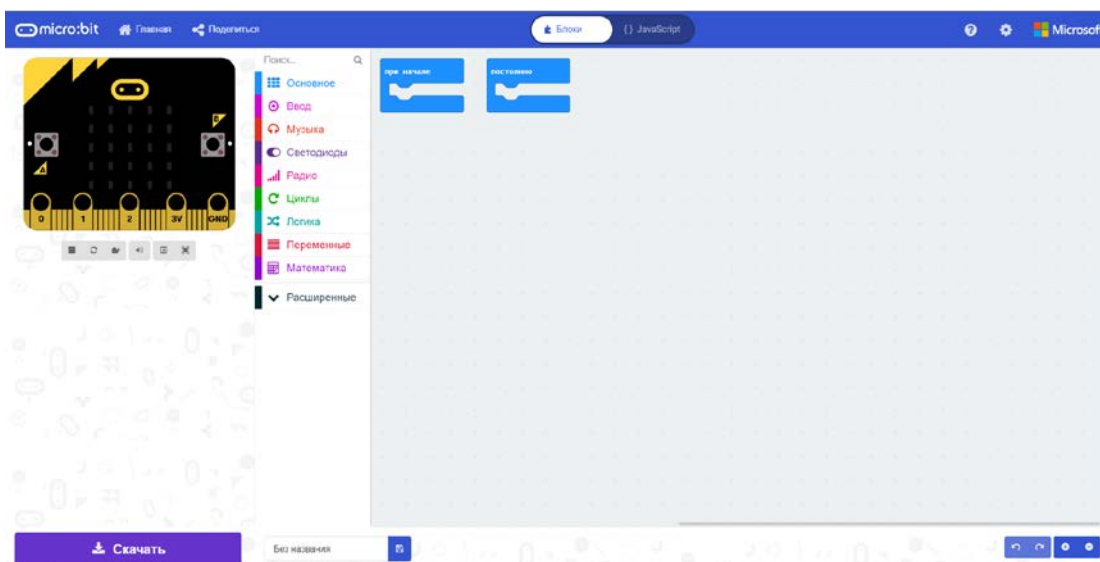 micro:bit Главная Поделиться Блоки {} JavaScript Microsoft
Поиск...
Основное
Ввод
Музыка
Светодиоды
Радио
Циклы
Логика
Переменные
Математика
Расширенные
при начале
постоянно
B
A
0 1 2 3V GND
Скачать
Без названия